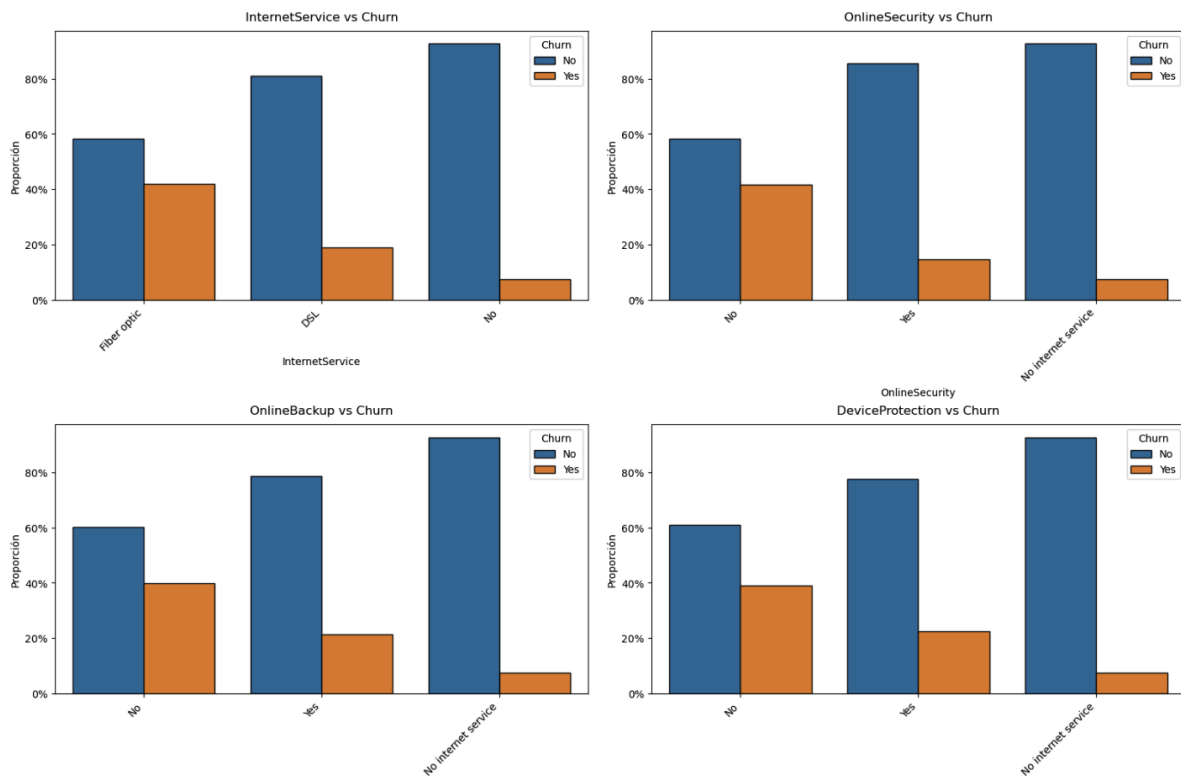 InternetService vs Churn
Churn
No
Yes
Proporción
80%
60%
40%
20%
0%
Fiber optic
DSL
No
InternetService
OnlineSecurity vs Churn
Churn
No
Yes
Proporción
80%
60%
40%
20%
0%
No
Yes
No internet service
OnlineSecurity
OnlineBackup vs Churn
Churn
No
Yes
Proporción
80%
60%
40%
20%
0%
No
Yes
No internet service
DeviceProtection vs Churn
Churn
No
Yes
Proporción
80%
60%
40%
20%
0%
No
Yes
No internet service